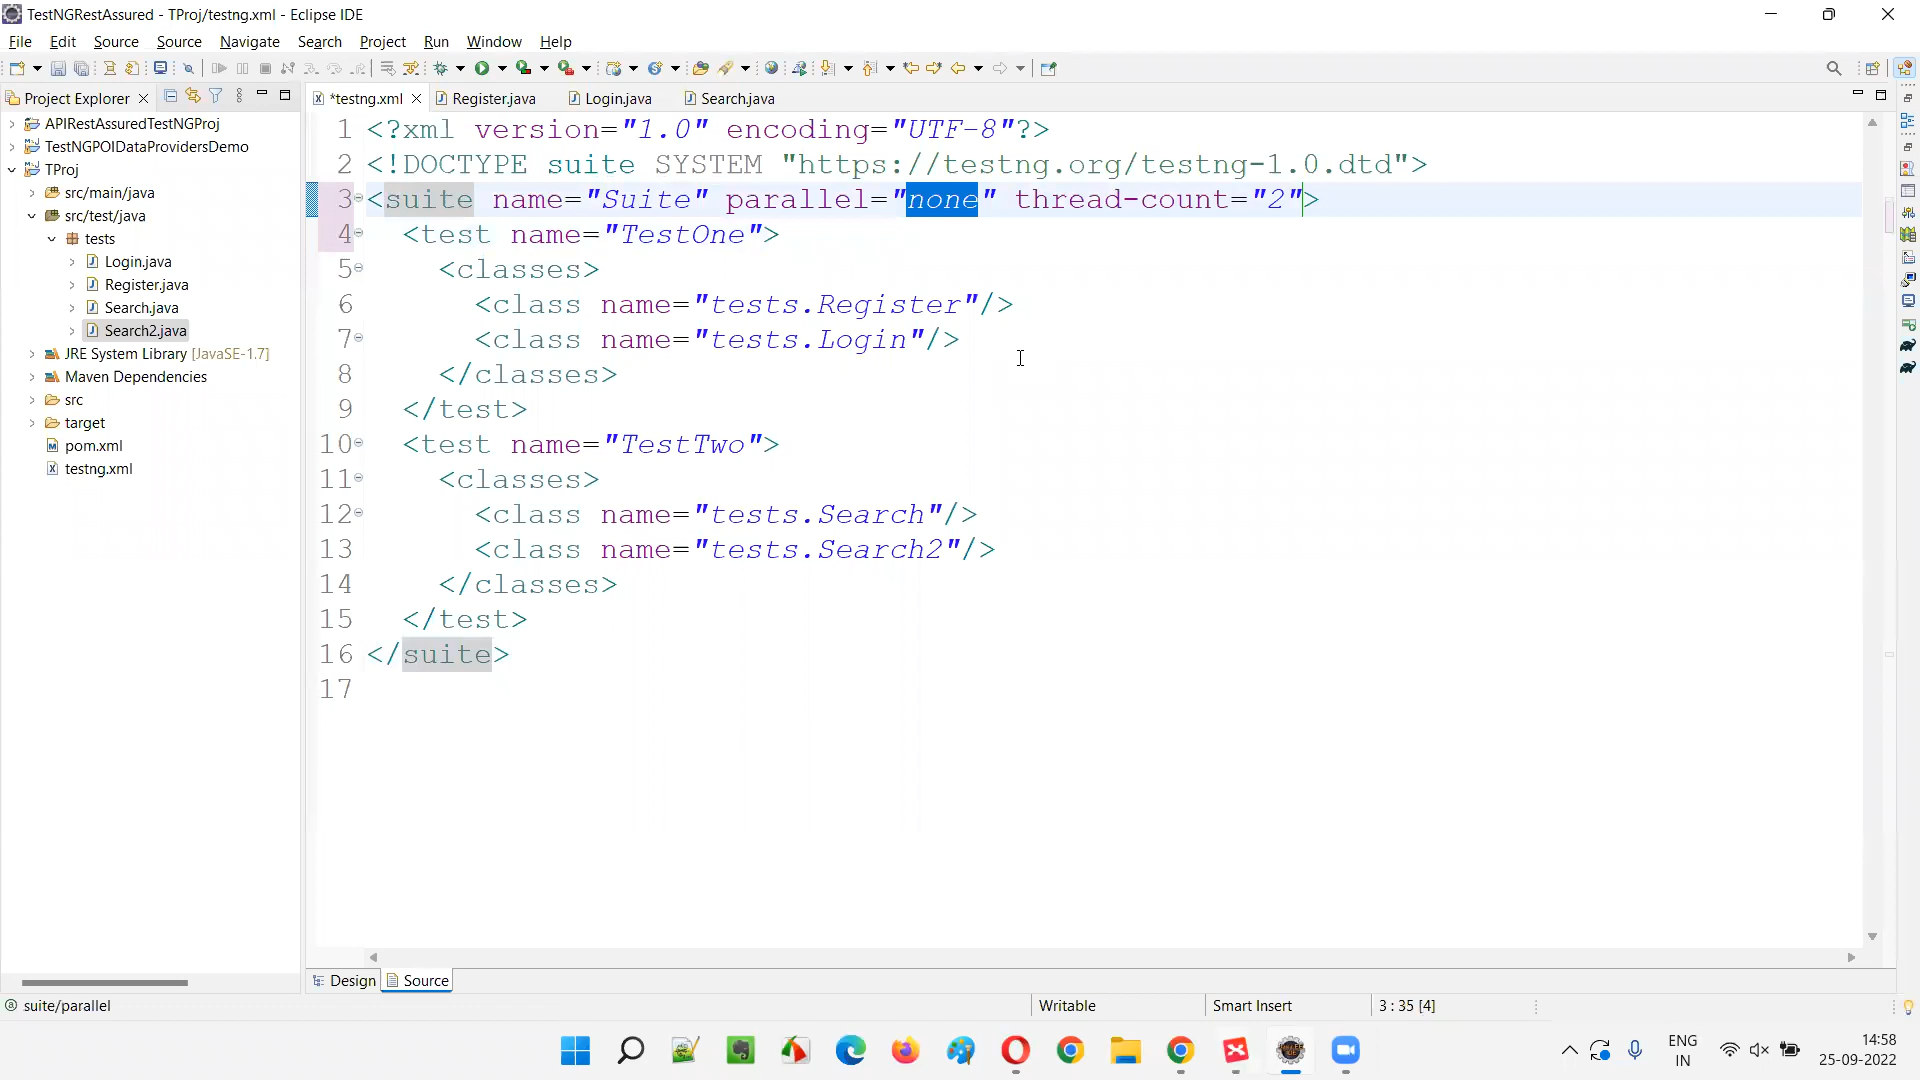 TestNGRestAssured - TProj/testng.xml - Eclipse IDE
File Edit Source Source Navigate Search Project Run Window Help
Project Explorer
*testng.xml Register.java Login.java Search.java
APIRestAssuredTestNGProj
TestNGPOIDataProvidersDemo
TProj
src/main/java
src/test/java
tests
Login.java
Register.java
Search.java
Search2.java
JRE System Library [JavaSE-1.7]
Maven Dependencies
src
target
pom.xml
testng.xml
1 <?xml version="1.0" encoding="UTF-8"?>
2 <!DOCTYPE suite SYSTEM "https://testng.org/testng-1.0.dtd">
3 <suite name="Suite" parallel="none" thread-count="2">
4 <test name="TestOne">
5 <classes>
6 <class name="tests.Register"/>
7 <class name="tests.Login"/>
8 </classes>
9 </test>
10 <test name="TestTwo">
11 <classes>
12 <class name="tests.Search"/>
13 <class name="tests.Search2"/>
14 </classes>
15 </test>
16 </suite>
17
Design Source
suite/parallel Writable Smart Insert 3 : 35 [4]
ENG
IN
14:58
25-09-2022